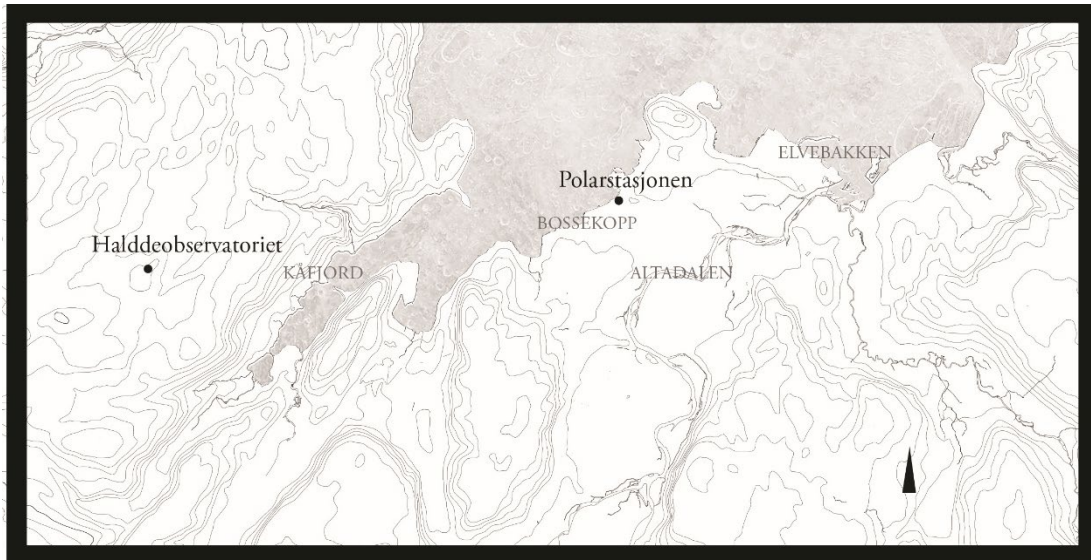 ELVEBAKKEN
Polarstasjonen
BOSSEKOPP
Halddeobservatoriet
KÅFJORD
ALTADALEN